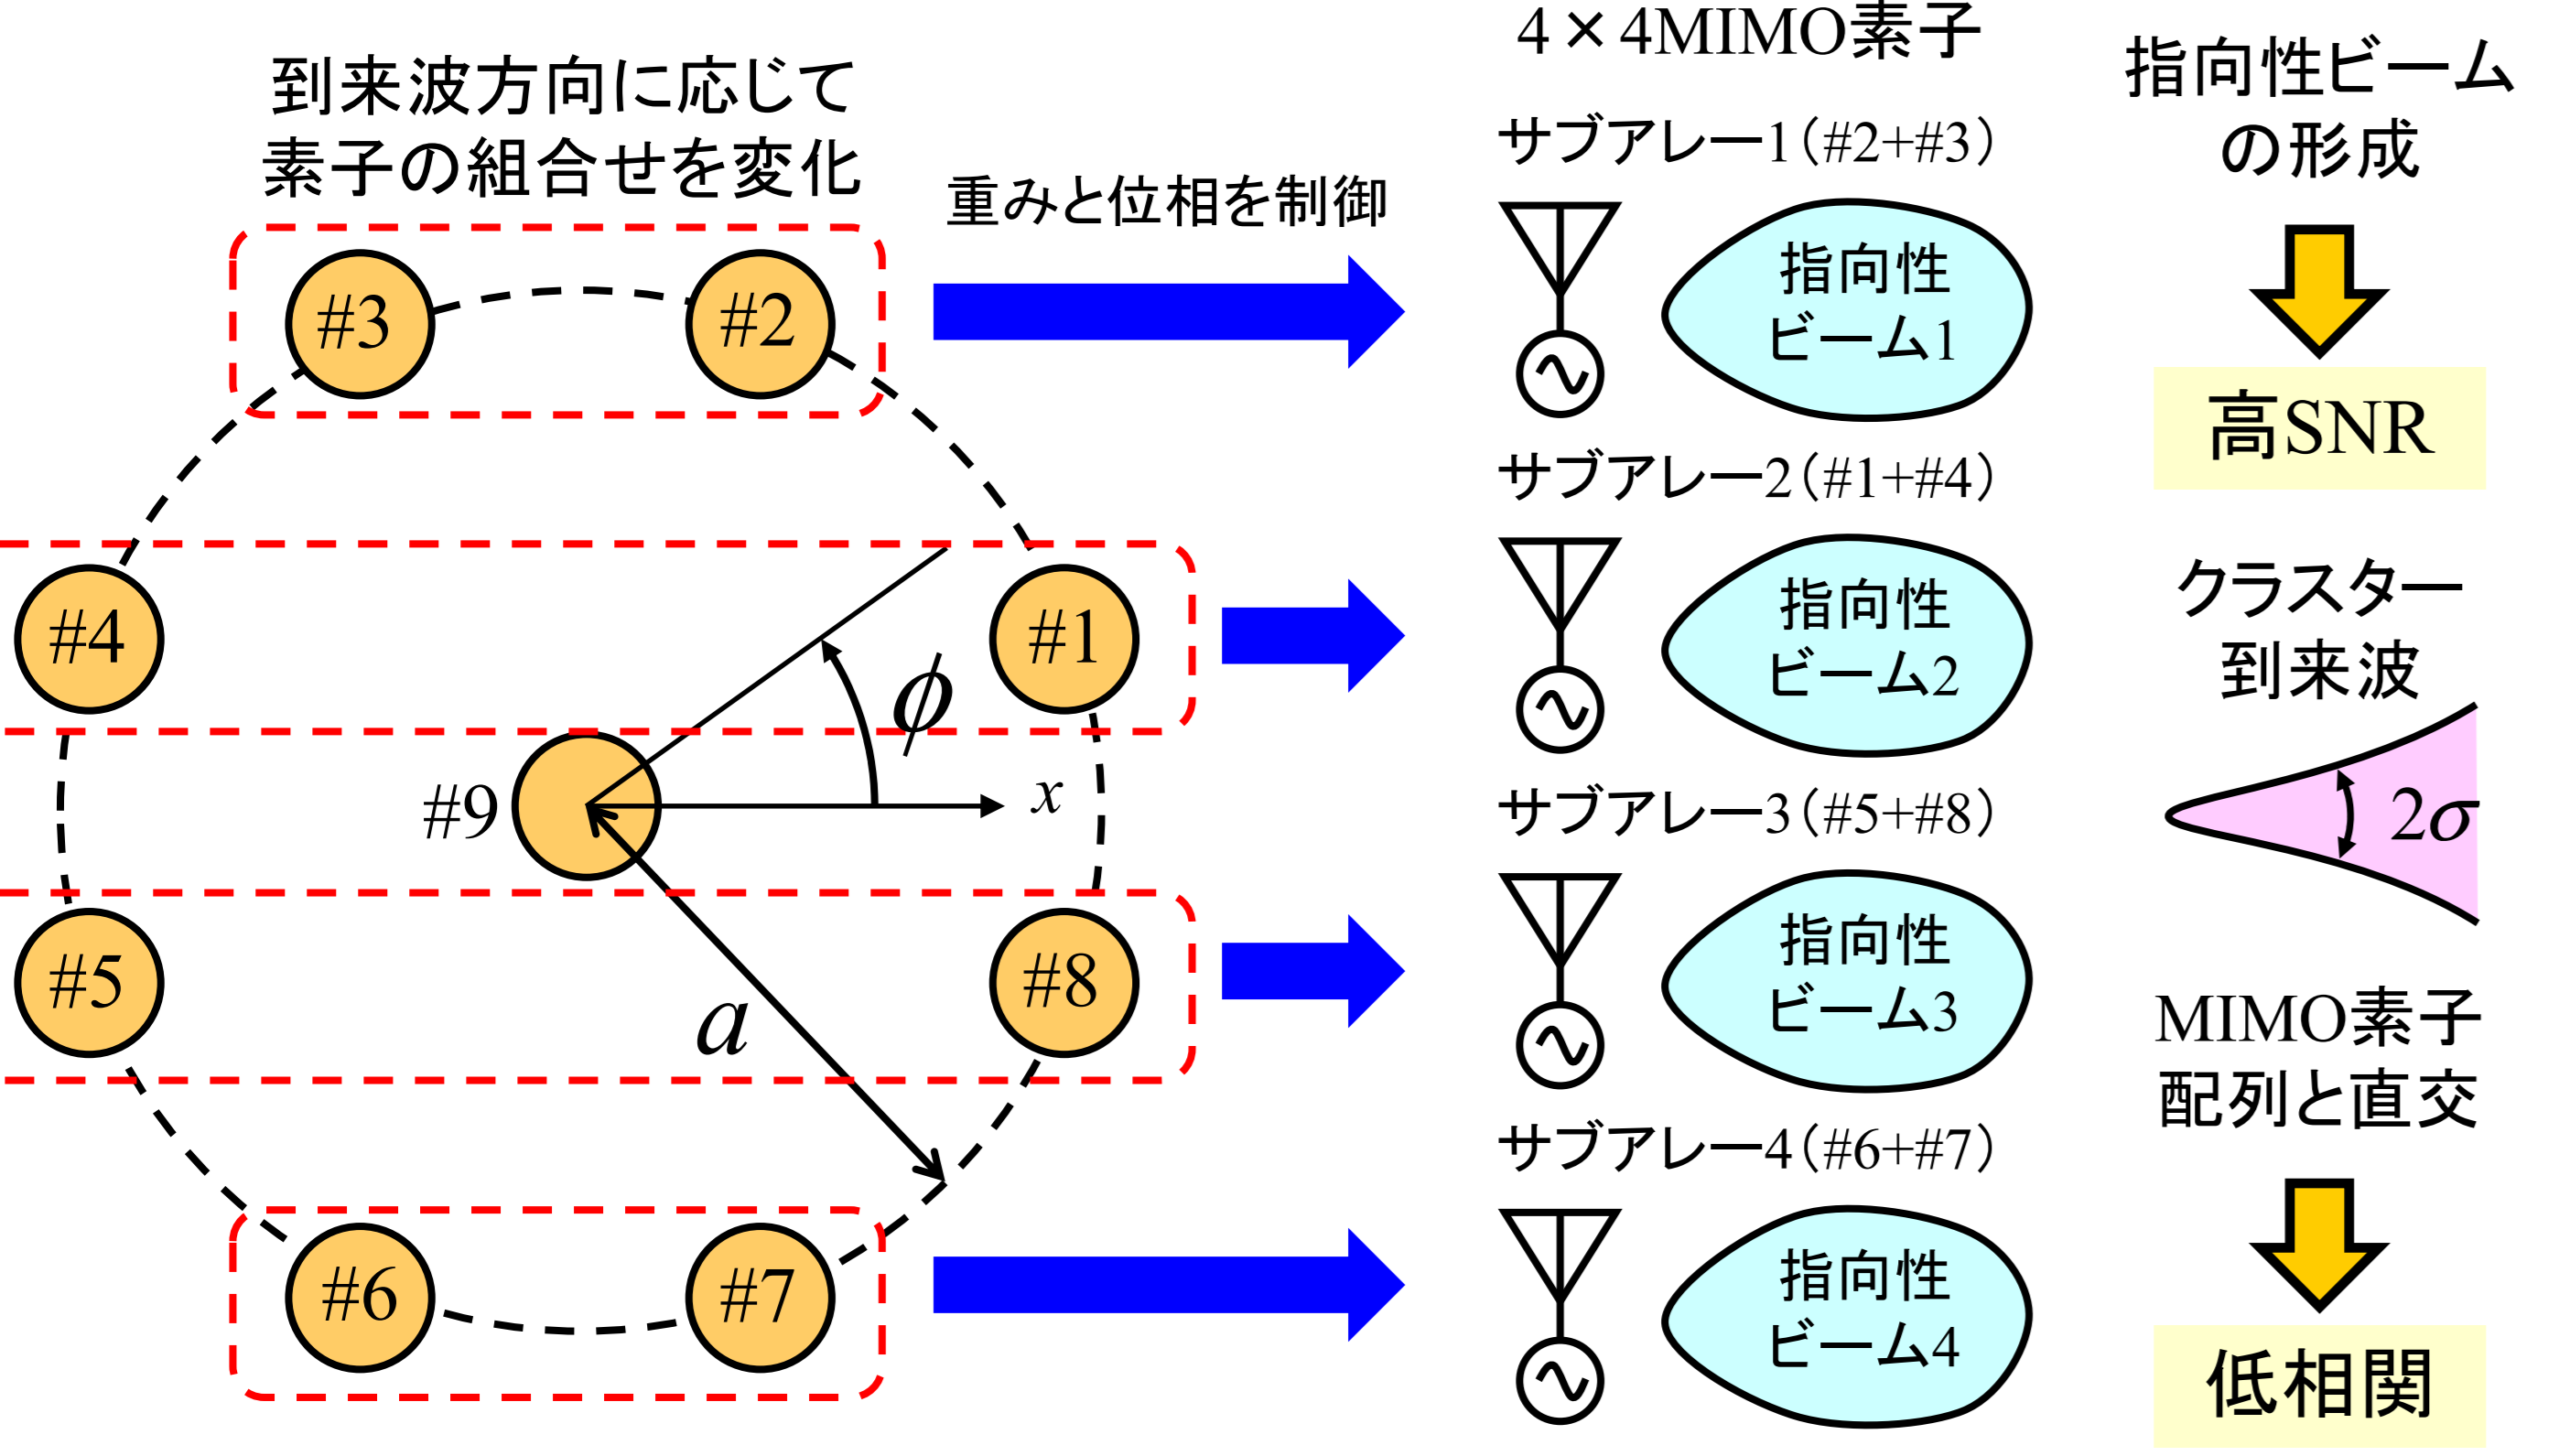 到来波方向に応じて
素子の組合せを変化
#3
#2
#4
#1
#9
ϕ
x
#5
#8
a
#6
#7
重みと位相を制御
4×4MIMO素子
サブアレー1(#2+#3)
指向性
ビーム1
サブアレー2(#1+#4)
指向性
ビーム2
サブアレー3(#5+#8)
指向性
ビーム3
サブアレー4(#6+#7)
指向性
ビーム4
指向性ビーム
の形成
高SNR
クラスター
到来波
2σ
MIMO素子
配列と直交
低相関